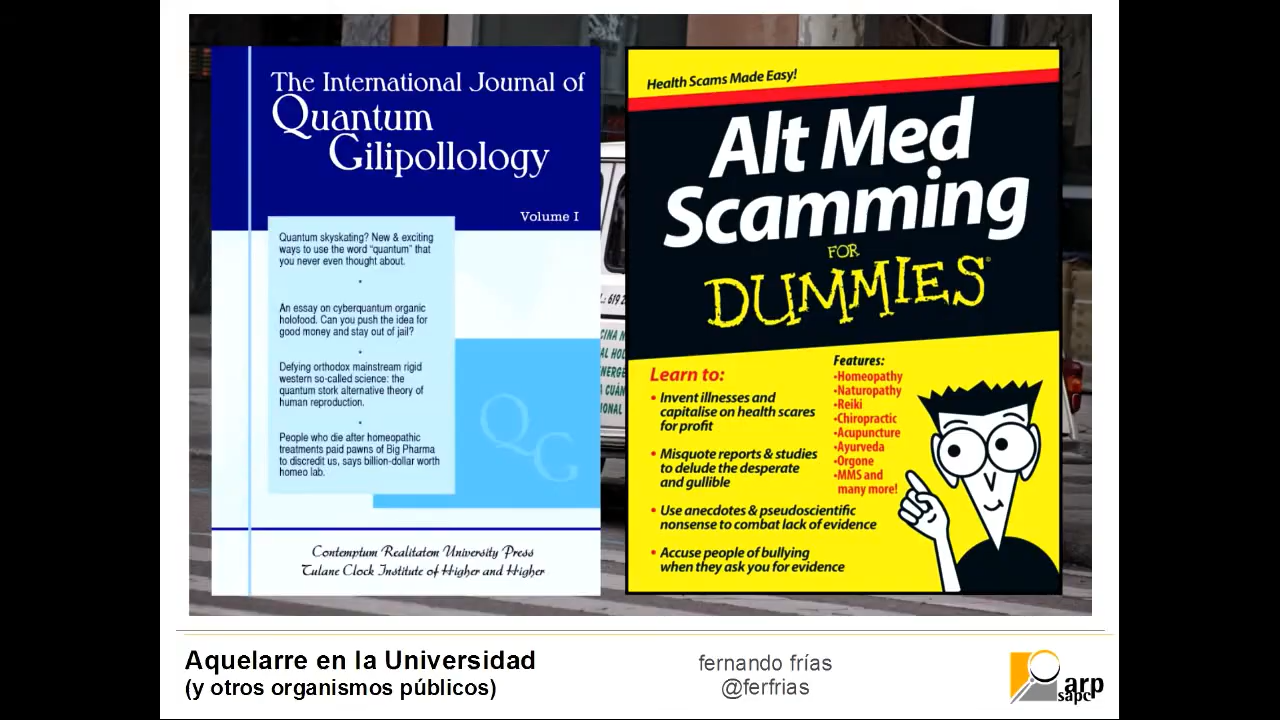 The International Journal of
Quantum
Gilipollology
Volume I
Quantum skyskating? New & exciting
ways to use the word "quantum" that
you never even thought about.
An essay on cyberquantum organic
holofood. Can you push the idea for
good money and stay out of jail?
Defying orthodox mainstream rigid
western so-called science: the
quantum stork alternative theory of
human reproduction.
People who die after homeopathic
treatments paid pawns of Big Pharma
to discredit us, says billion-dollar worth
homeo lab.
QG
Contemptum Realitatem University Press
Tulane Clock Institute of Higher and Higher
Health Scams Made Easy!
Alt Med
Scamming
FOR
DUMMIES
Learn to:
• Invent illnesses and
capitalise on health scares
for profit
• Misquote reports & studies
to delude the desperate
and gullible
• Use anecdotes & pseudoscientific
nonsense to combat lack of evidence
• Accuse people of bullying
when they ask you for evidence
Features:
•Homeopathy
•Naturopathy
•Reiki
•Chiropractic
•Acupuncture
•Ayurveda
•Orgone
•MMS and
many more!
Aquelarre en la Universidad
(y otros organismos públicos)
fernando frías
@ferfrias
arp
sapc